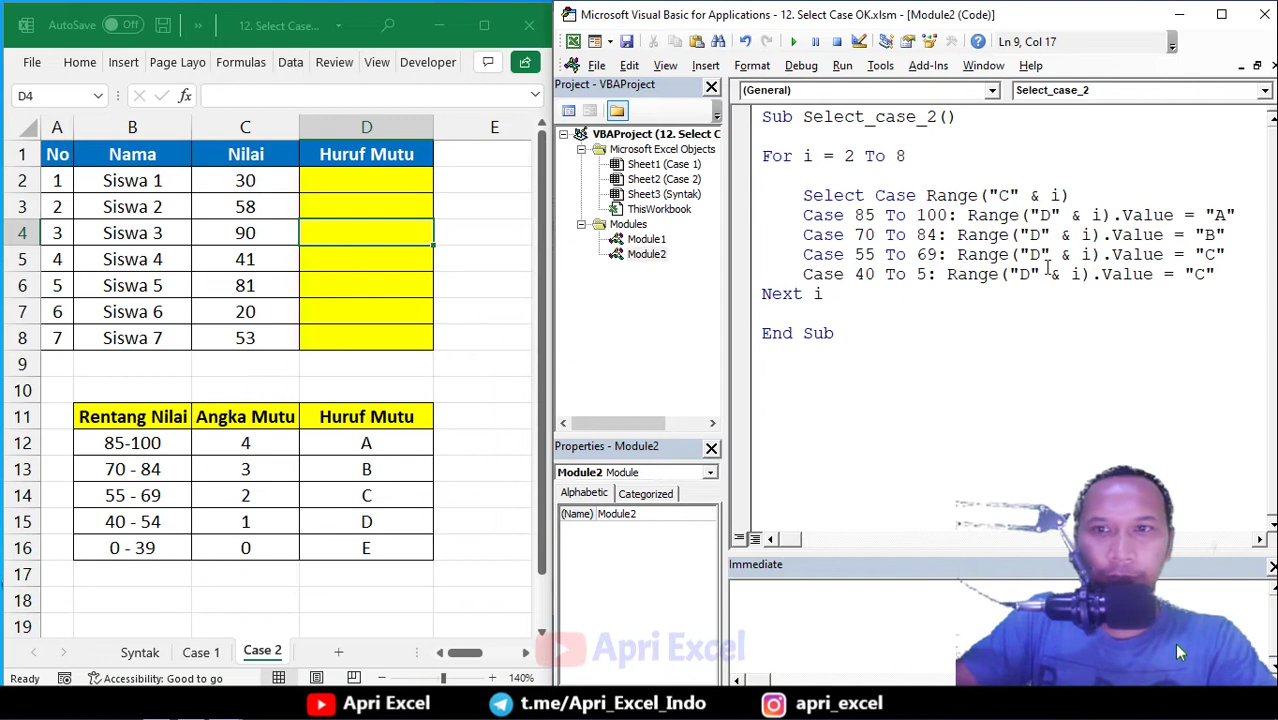 AutoSave Off 12. Select Case...
File Home Insert Page Layo Formulas Data Review View Developer
D4 fx
A B C D E
1 No Nama Nilai Huruf Mutu
2 1 Siswa 1 30
3 2 Siswa 2 58
4 3 Siswa 3 90
5 4 Siswa 4 41
6 5 Siswa 5 81
7 6 Siswa 6 20
8 7 Siswa 7 53
9
10
11 Rentang Nilai Angka Mutu Huruf Mutu
12 85-100 4 A
13 70 - 84 3 B
14 55 - 69 2 C
15 40 - 54 1 D
16 0 - 39 0 E
17
18
19
Syntak Case 1 Case 2
Ready Accessibility: Good to go 140%
Microsoft Visual Basic for Applications - 12. Select Case OK.xlsm - [Module2 (Code)]
Ln 9, Col 17
File Edit View Insert Format Debug Run Tools Add-Ins Window Help
Project - VBAProject
VBAProject (12. Select C
Microsoft Excel Objects
Sheet1 (Case 1)
Sheet2 (Case 2)
Sheet3 (Syntak)
ThisWorkbook
Modules
Module1
Module2
Properties - Module2
Module2 Module
Alphabetic Categorized
(Name) Module2
(General) Select_case_2
Sub Select_case_2()
For i = 2 To 8
Select Case Range("C" & i)
Case 85 To 100: Range("D" & i).Value = "A"
Case 70 To 84: Range("D" & i).Value = "B"
Case 55 To 69: Range("D" & i).Value = "C"
Case 40 To 5: Range("D" & i).Value = "C"
Next i
End Sub
Immediate
Apri Excel
Apri Excel t.me/Apri_Excel_Indo apri_excel